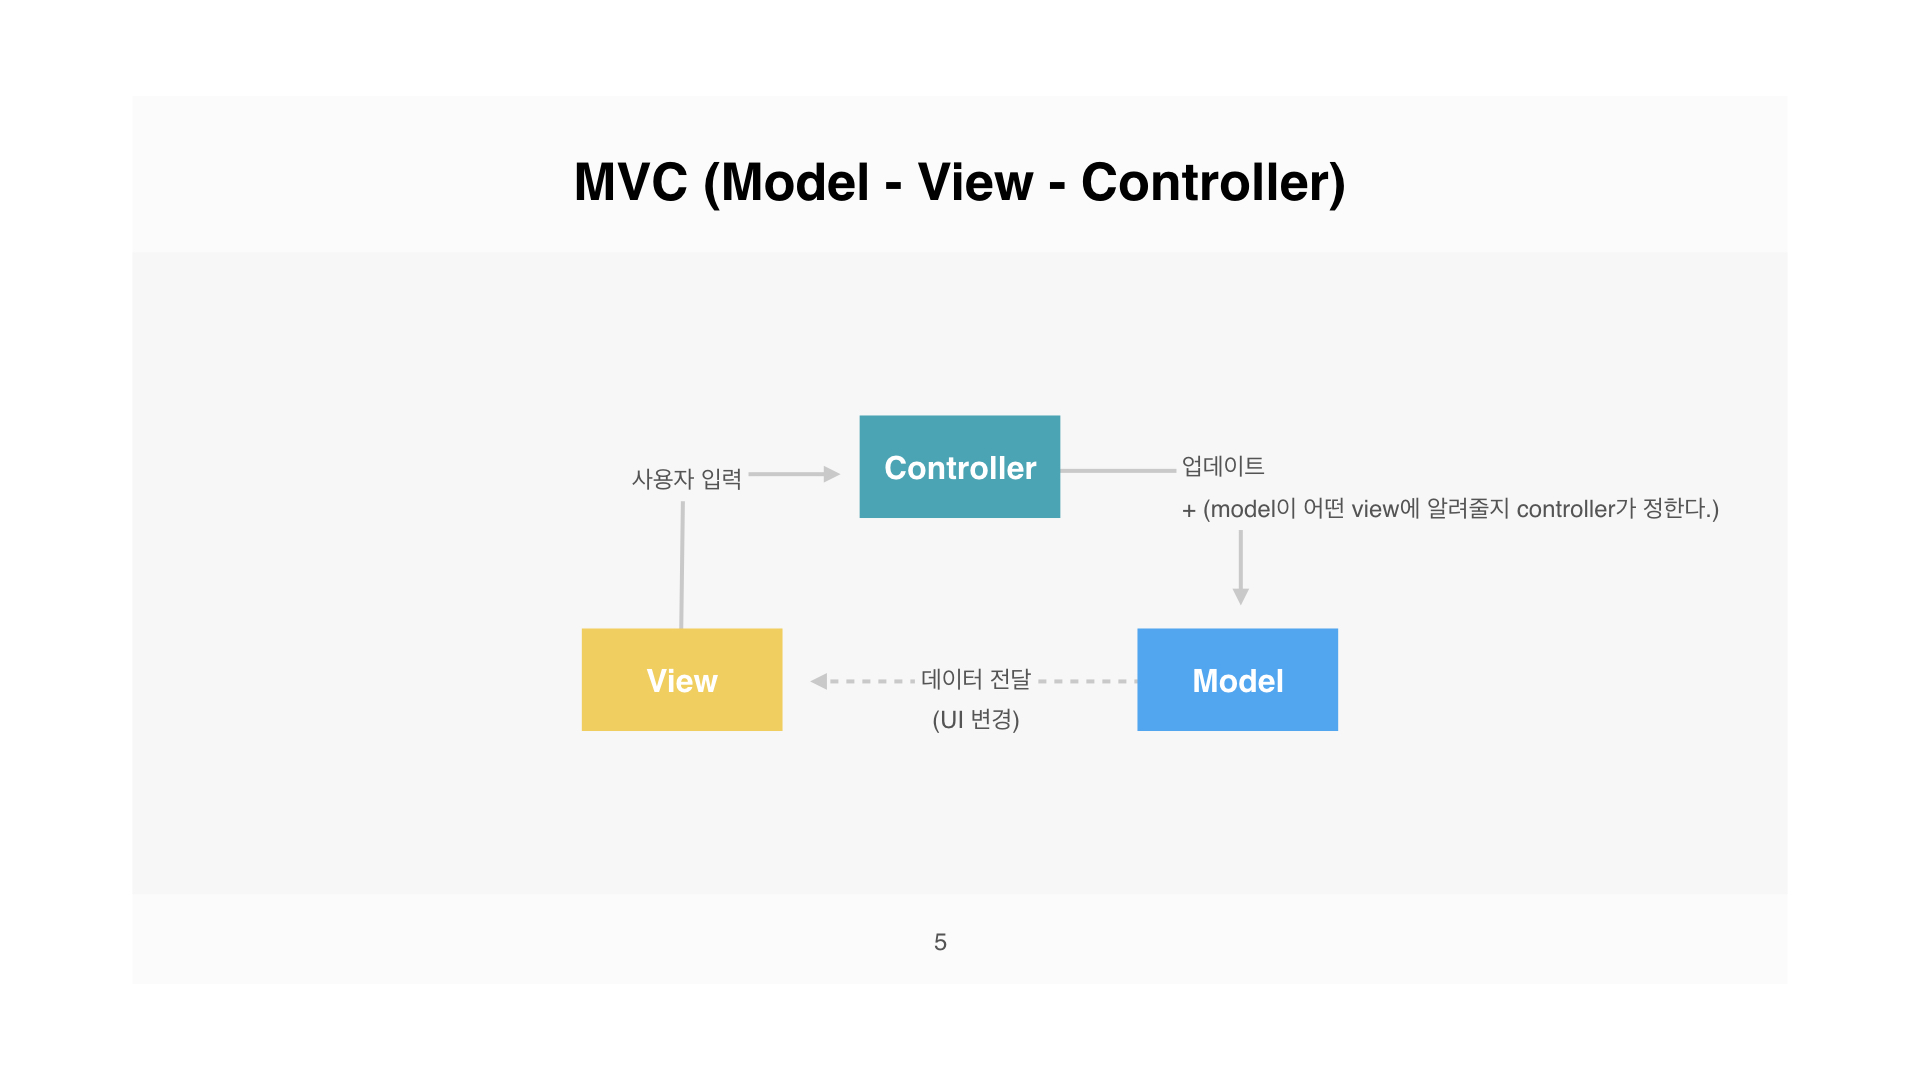 MVC (Model - View - Controller)
Controller
사용자 입력
업데이트
+ (model이 어떤 view에 알려줄지 controller가 정한다.)
View
데이터 전달
(UI 변경)
Model
5